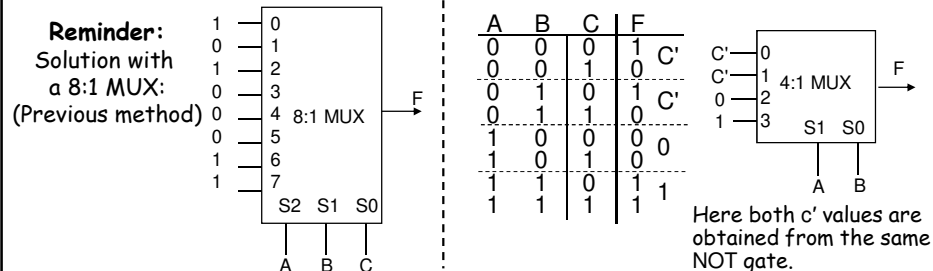 Reminder:
Solution with
a 8:1 MUX:
(Previous method)
1 0
0 1
1 2
0 3
0 4 8:1 MUX F
0 5
1 6
1 7
S2 S1 S0
A B C
A B C F
0 0 0 1 C'
0 0 1 0
0 1 0 1 C'
0 1 1 0
1 0 0 0 0
1 0 1 0
1 1 0 1 1
1 1 1 1
C' 0
C' 1 4:1 MUX F
0 2
1 3
S1 S0
A B
Here both c' values are
obtained from the same
NOT gate.